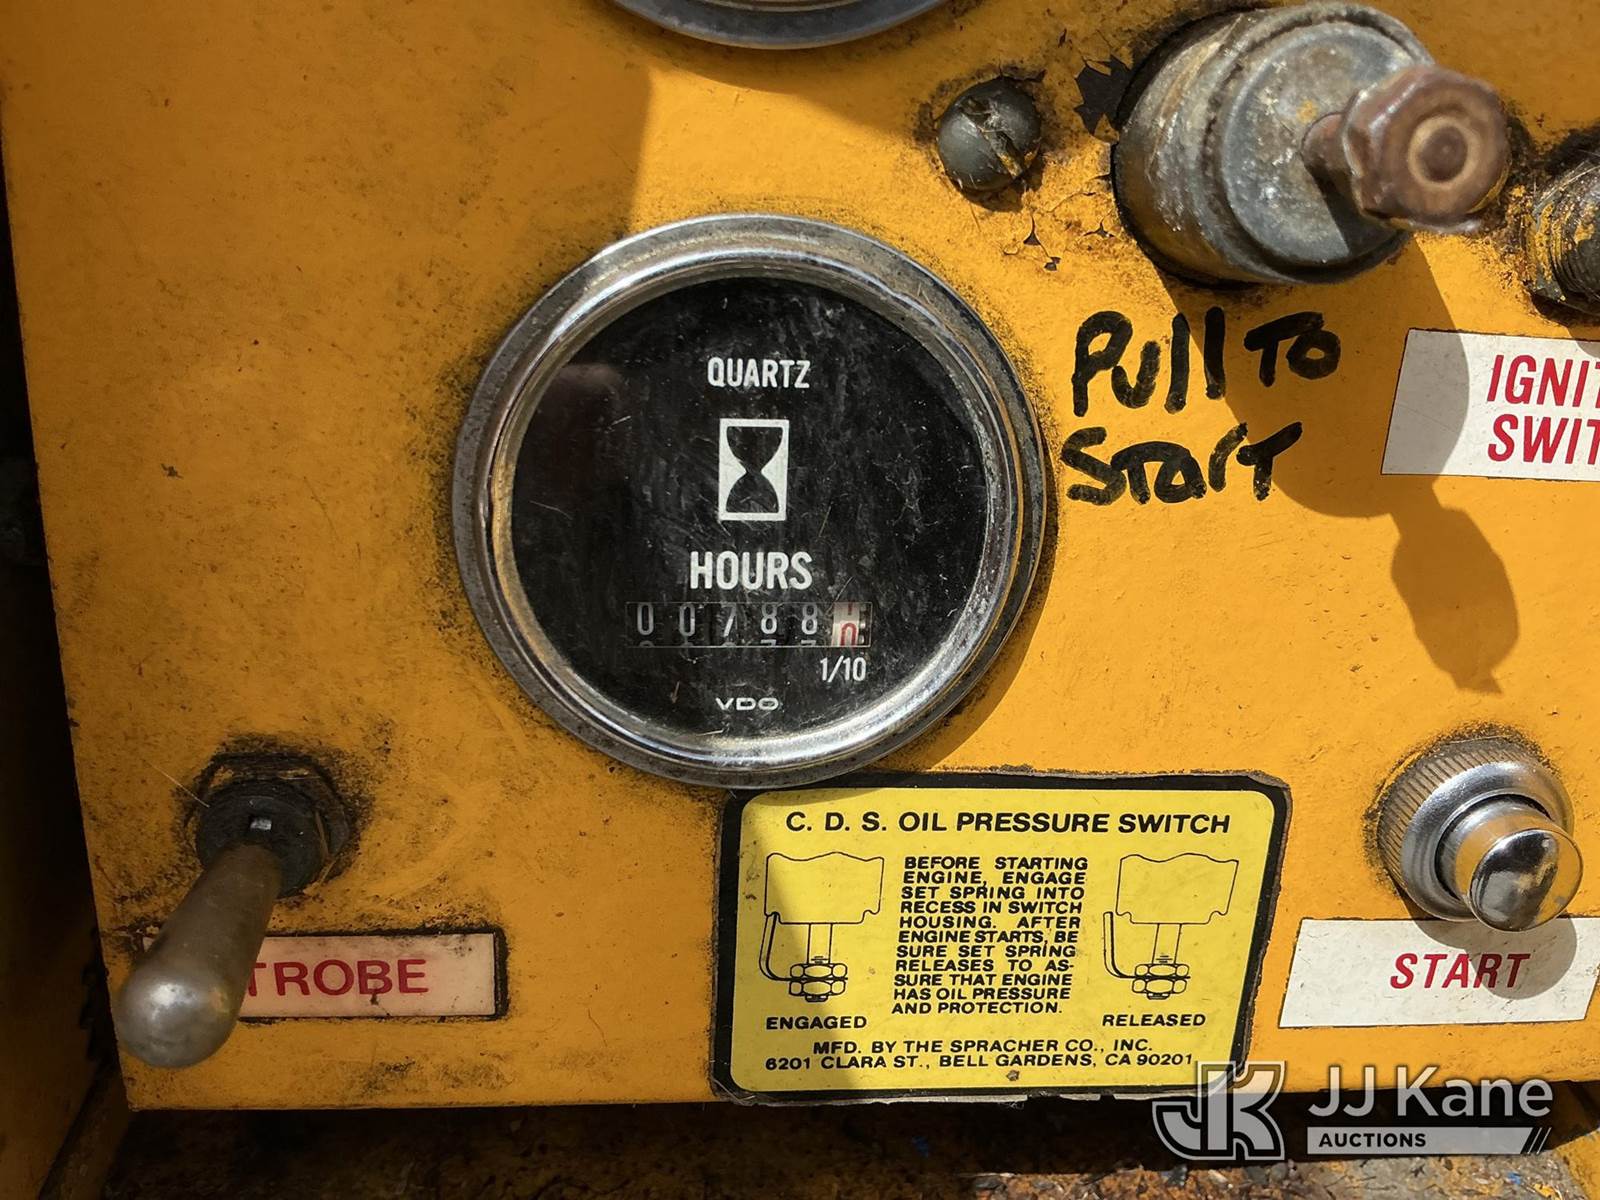 QUARTZ
HOURS
0 0 7 8 8 0
1/10
VDO
PUll TO
START
IGNIT
SWIT
TROBE
START
C. D. S. OIL PRESSURE SWITCH
BEFORE STARTING
ENGINE, ENGAGE
SET SPRING INTO
RECESS IN SWITCH
HOUSING. AFTER
ENGINE STARTS, BE
SURE SET SPRING
RELEASES TO AS-
SURE THAT ENGINE
HAS OIL PRESSURE
AND PROTECTION.
ENGAGED
RELEASED
MFD. BY THE SPRACHER CO., INC.
6201 CLARA ST., BELL GARDENS, CA 90201
JK JJ Kane
AUCTIONS